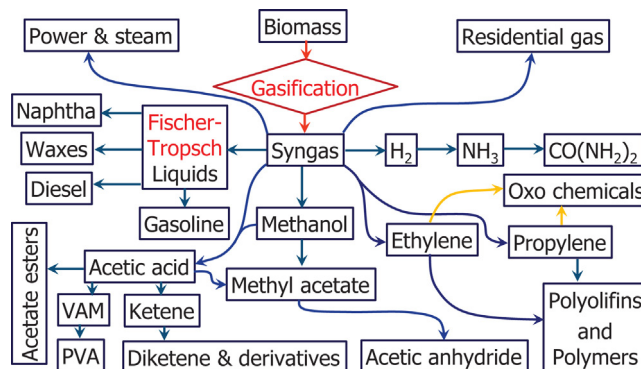 Power & steam
Biomass
Residential gas
Gasification
Naphtha
Waxes
Diesel
Fischer-
Tropsch
Liquids
Syngas
H2
NH3
CO(NH2)2
Oxo chemicals
Gasoline
Methanol
Ethylene
Propylene
Acetate esters
Acetic acid
Methyl acetate
VAM
Ketene
PVA
Diketene & derivatives
Acetic anhydride
Polyolifins
and
Polymers